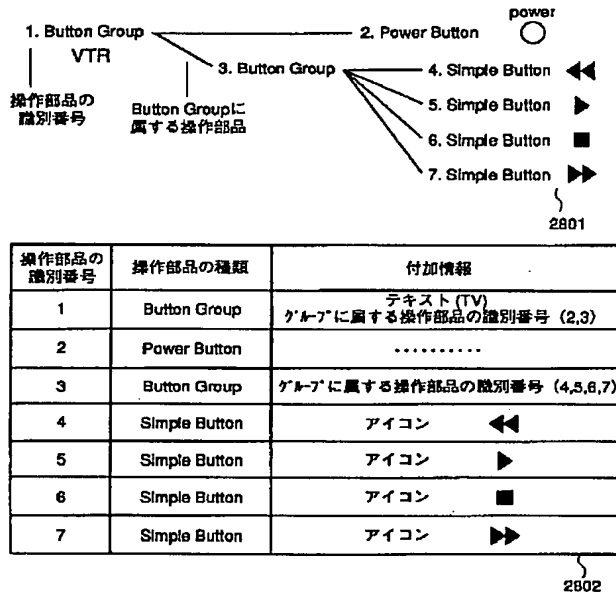 power
1. Button Group
VTR
2. Power Button
3. Button Group
4. Simple Button
5. Simple Button
6. Simple Button
7. Simple Button
操作部品の
識別番号
Button Groupに
属する操作部品
2801
操作部品の
識別番号
操作部品の種類
付加情報
1
Button Group
テキスト (TV)
グループに属する操作部品の識別番号 (2,3)
2
Power Button
.........
3
Button Group
グループに属する操作部品の識別番号 (4,5,6,7)
4
Simple Button
アイコン
5
Simple Button
アイコン
6
Simple Button
アイコン
7
Simple Button
アイコン
2802